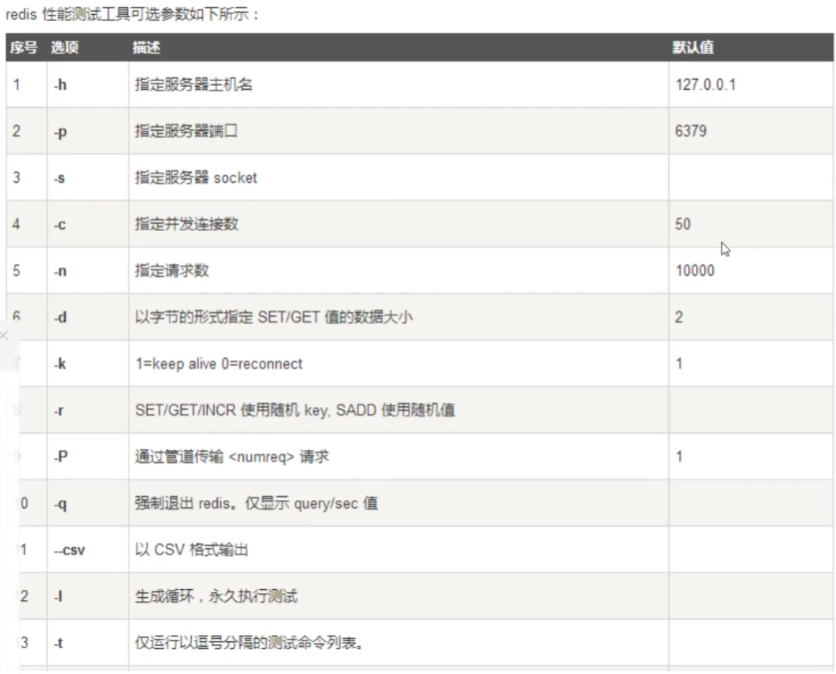 redis 性能测试工具可选参数如下所示：
序号 选项 描述 默认值
1 -h 指定服务器主机名 127.0.0.1
2 -p 指定服务器端口 6379
3 -s 指定服务器 socket
4 -c 指定并发连接数 50
5 -n 指定请求数 10000
6 -d 以字节的形式指定 SET/GET 值的数据大小 2
7 -k 1=keep alive 0=reconnect 1
8 -r SET/GET/INCR 使用随机 key, SADD 使用随机值
9 -P 通过管道传输 <numreq> 请求 1
0 -q 强制退出 redis。仅显示 query/sec 值
1 --csv 以 CSV 格式输出
2 -l 生成循环，永久执行测试
3 -t 仅运行以逗号分隔的测试命令列表。